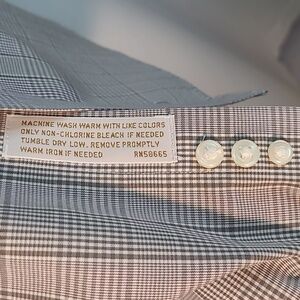 MACHINE WASH WARM WITH LIKE COLORS
ONLY NON-CHLORINE BLEACH IF NEEDED
TUMBLE DRY LOW. REMOVE PROMPTLY
WARM IRON IF NEEDED RN58665